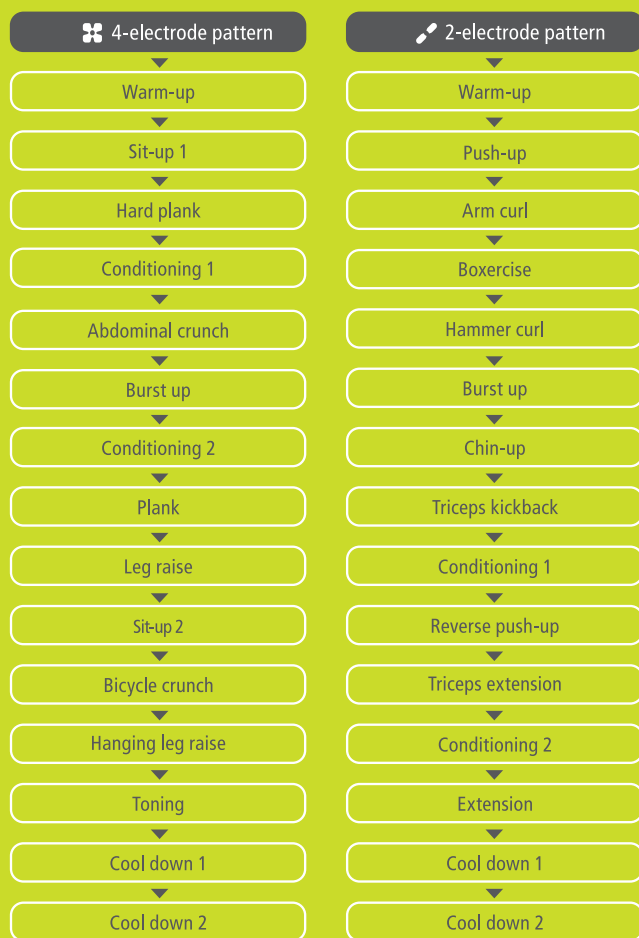 4-electrode pattern
Warm-up
Sit-up 1
Hard plank
Conditioning 1
Abdominal crunch
Burst up
Conditioning 2
Plank
Leg raise
Sit-up 2
Bicycle crunch
Hanging leg raise
Toning
Cool down 1
Cool down 2
2-electrode pattern
Warm-up
Push-up
Arm curl
Boxercise
Hammer curl
Burst up
Chin-up
Triceps kickback
Conditioning 1
Reverse push-up
Triceps extension
Conditioning 2
Extension
Cool down 1
Cool down 2